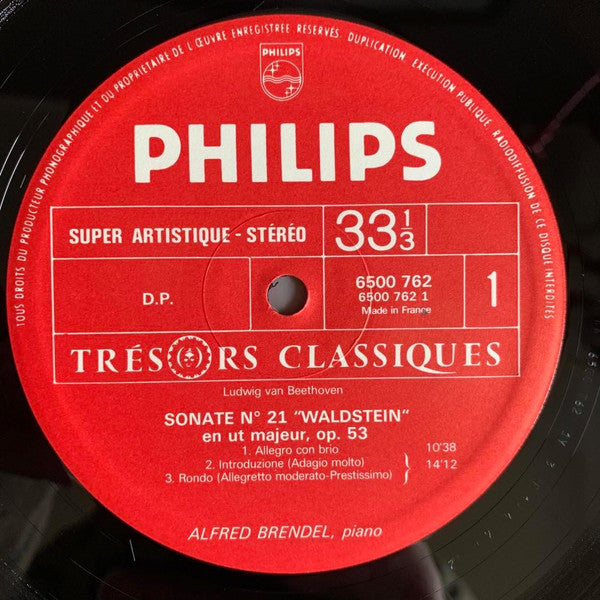 TOUS DROITS DU PRODUCTEUR PHONOGRAPHIQUE ET DU PROPRIETAIRE DE L'ŒUVRE ENREGISTREE RESERVES. DUPLICATION, EXECUTION PUBLIQUE, RADIODIFFUSION DE CE DISQUE INTERDITES
PHILIPS
PHILIPS
SUPER ARTISTIQUE - STÉRÉO
33 1/3
D.P.
6500 762
6500 762 1
Made in France
1
TRÉSORS CLASSIQUES
Ludwig van Beethoven
SONATE N° 21 "WALDSTEIN"
en ut majeur, op. 53
1. Allegro con brio 10'38
2. Introduzione (Adagio molto)
3. Rondo (Allegretto moderato-Prestissimo) } 14'12
ALFRED BRENDEL, piano